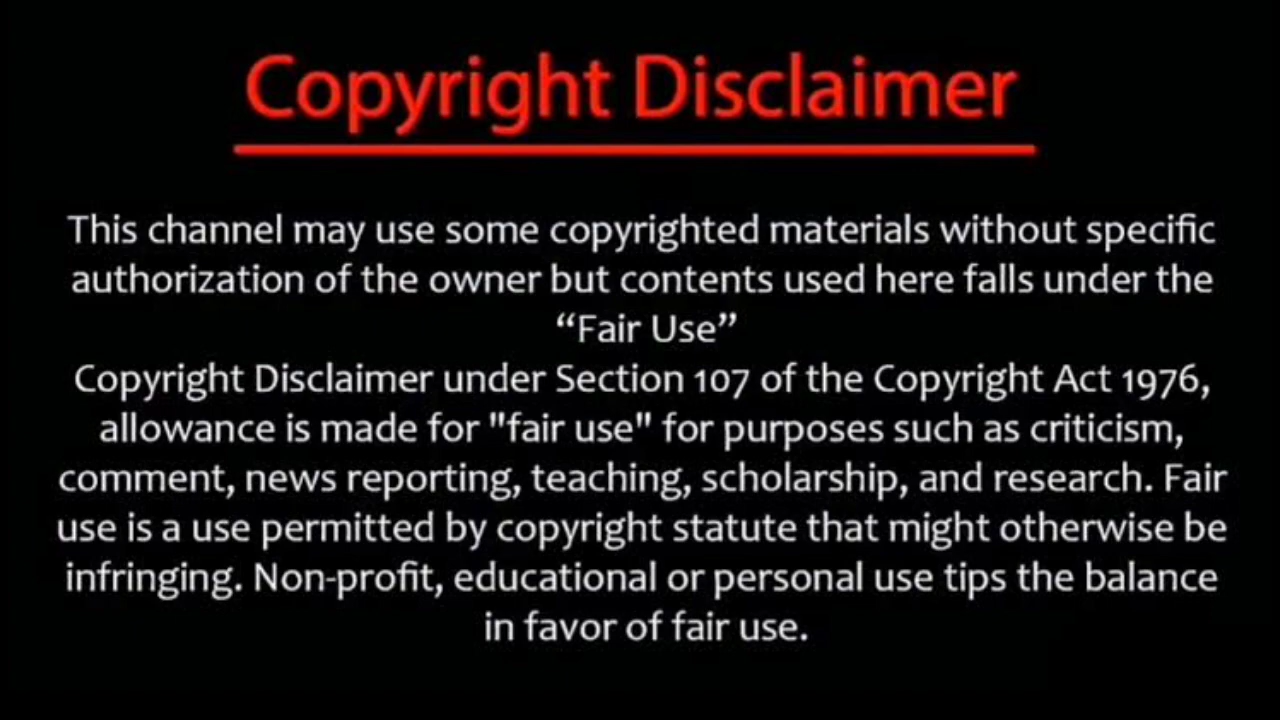 Copyright Disclaimer
This channel may use some copyrighted materials without specific
authorization of the owner but contents used here falls under the
“Fair Use”
Copyright Disclaimer under Section 107 of the Copyright Act 1976,
allowance is made for "fair use" for purposes such as criticism,
comment, news reporting, teaching, scholarship, and research. Fair
use is a use permitted by copyright statute that might otherwise be
infringing. Non-profit, educational or personal use tips the balance
in favor of fair use.